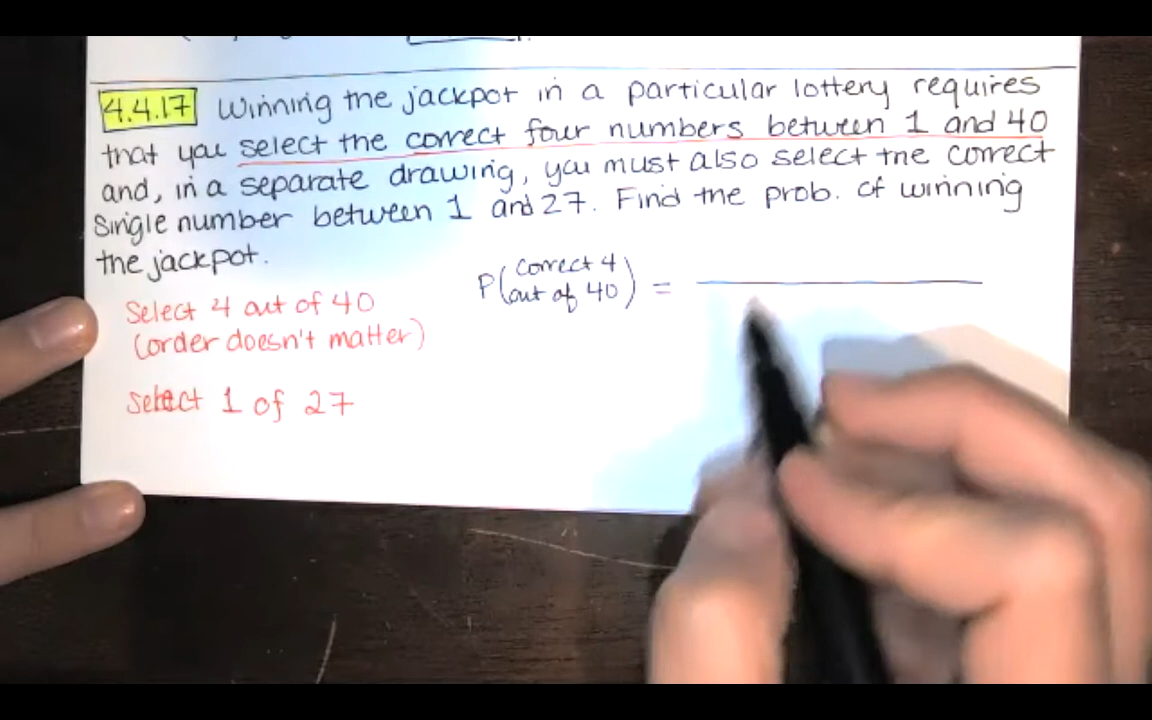 4.4.17 Winning the jackpot in a particular lottery requires
that you select the correct four numbers between 1 and 40
and, in a separate drawing, you must also select the correct
single number between 1 and 27. Find the prob. of winning
the jackpot.
Select 4 out of 40
(order doesn't matter)
Select 1 of 27
P(correct 4
out of 40) =